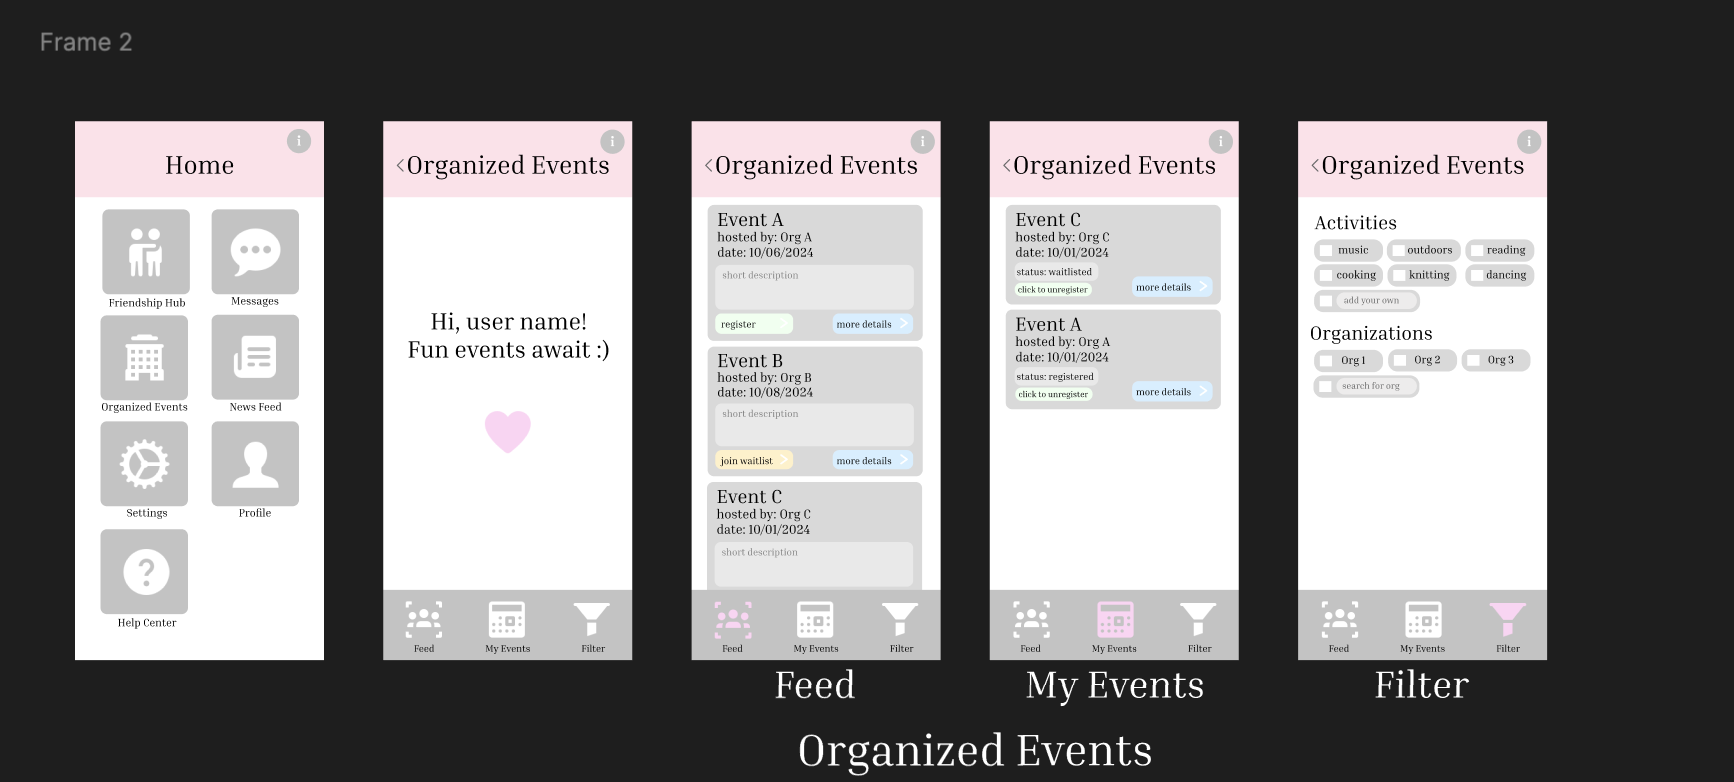 Frame 2
i
Home
Friendship Hub
Messages
Organized Events
News Feed
Settings
Profile
?
Help Center
i
<Organized Events
Hi, user name!
Fun events await :)
Feed
My Events
Filter
i
<Organized Events
Event A
hosted by: Org A
date: 10/06/2024
short description
register >
more details >
Event B
hosted by: Org B
date: 10/08/2024
short description
join waitlist >
more details >
Event C
hosted by: Org C
date: 10/01/2024
short description
Feed
My Events
Filter
Feed
i
<Organized Events
Event C
hosted by: Org C
date: 10/01/2024
status: waitlisted
click to unregister
more details >
Event A
hosted by: Org A
date: 10/01/2024
status: registered
click to unregister
more details >
Feed
My Events
Filter
My Events
i
<Organized Events
Activities
music
outdoors
reading
cooking
knitting
dancing
add your own
Organizations
Org 1
Org 2
Org 3
search for org
Feed
My Events
Filter
Filter
Organized Events